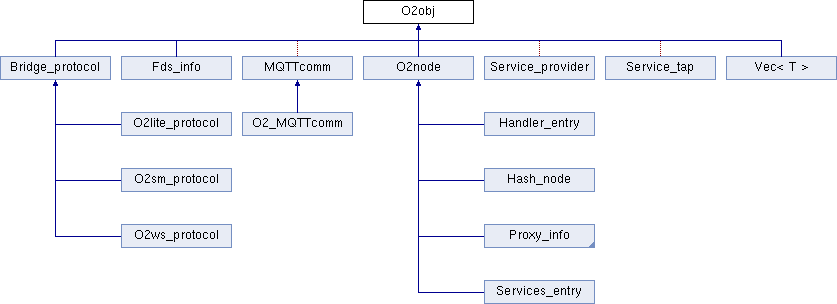 O2obj
Bridge_protocol
Fds_info
MQTTcomm
O2node
Service_provider
Service_tap
Vec< T >
O2lite_protocol
O2_MQTTcomm
Handler_entry
O2sm_protocol
Hash_node
O2ws_protocol
Proxy_info
Services_entry